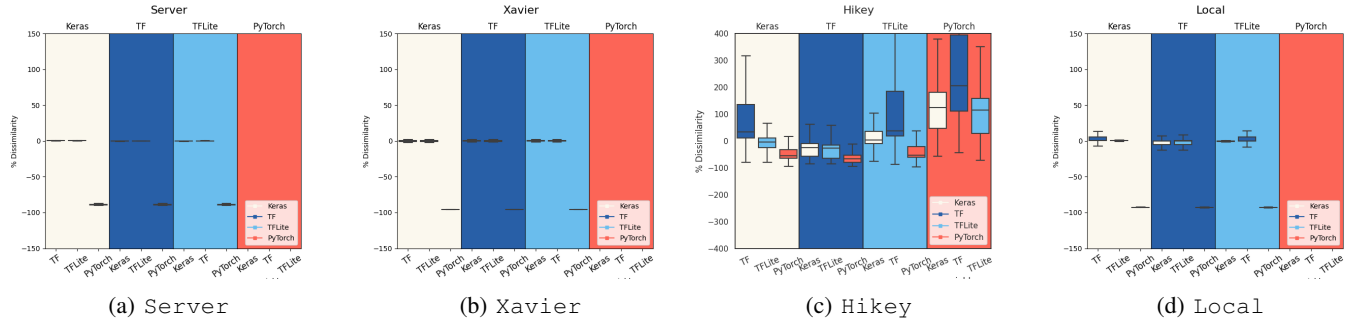 Server
Keras TF TFLite PyTorch
% Dissimilarity
150
100
50
0
−50
−100
−150
Keras
TF
TFLite
PyTorch
TF TFLite PyTorch Keras TFLite PyTorch Keras TF PyTorch Keras TF TFLite
(a) Server
Xavier
Keras TF TFLite PyTorch
% Dissimilarity
150
100
50
0
−50
−100
−150
Keras
TF
TFLite
PyTorch
TF TFLite PyTorch Keras TFLite PyTorch Keras TF PyTorch Keras TF TFLite
(b) Xavier
Hikey
Keras TF TFLite PyTorch
% Dissimilarity
400
300
200
100
0
−100
−200
−300
−400
Keras
TF
TFLite
PyTorch
TF TFLite PyTorch Keras TFLite PyTorch Keras TF PyTorch Keras TF TFLite
(c) Hikey
Local
Keras TF TFLite PyTorch
% Dissimilarity
150
100
50
0
−50
−100
−150
Keras
TF
TFLite
PyTorch
TF TFLite PyTorch Keras TFLite PyTorch Keras TF PyTorch Keras TF TFLite
(d) Local